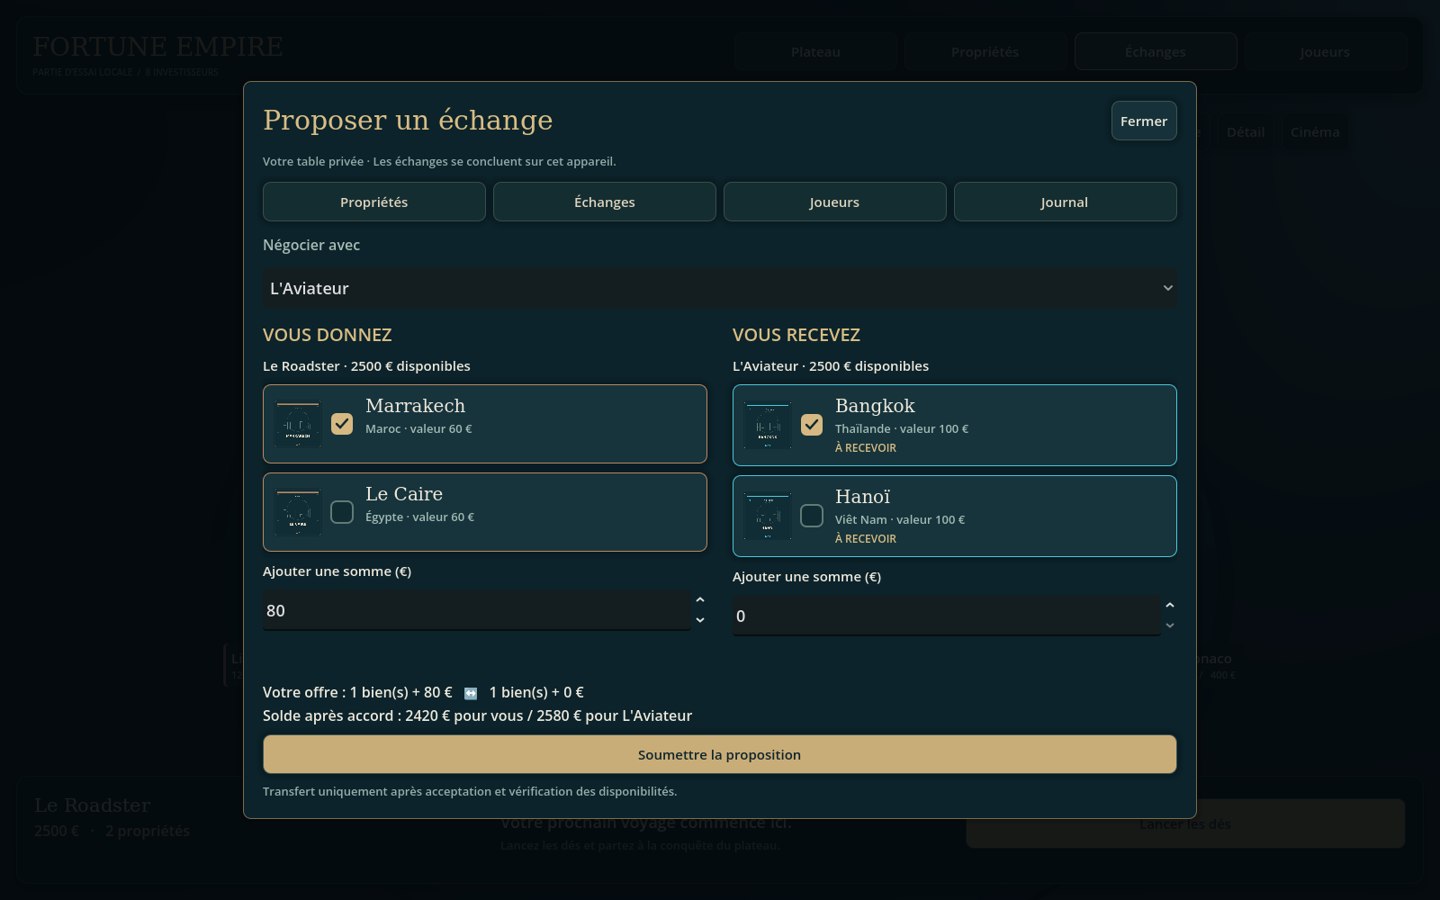 FORTUNE EMPIRE
PARTIE D'ESSAI LOCALE / 8 INVESTISSEURS
Plateau
Propriétés
Échanges
Joueurs
Détail
Cinéma
Proposer un échange
Fermer
Votre table privée · Les échanges se concluent sur cet appareil.
Propriétés
Échanges
Joueurs
Journal
Négocier avec
L'Aviateur
VOUS DONNEZ
Le Roadster · 2500 € disponibles
Marrakech
Maroc · valeur 60 €
Le Caire
Égypte · valeur 60 €
Ajouter une somme (€)
80
VOUS RECEVEZ
L'Aviateur · 2500 € disponibles
Bangkok
Thaïlande · valeur 100 €
À RECEVOIR
Hanoï
Viêt Nam · valeur 100 €
À RECEVOIR
Ajouter une somme (€)
0
Votre offre : 1 bien(s) + 80 € ↔ 1 bien(s) + 0 €
Solde après accord : 2420 € pour vous / 2580 € pour L'Aviateur
Soumettre la proposition
Transfert uniquement après acceptation et vérification des disponibilités.
/ 400 €
Le Roadster
2500 € · 2 propriétés
Votre prochain voyage commence ici.
Lancez les dés et partez à la conquête du plateau.
Lancer les dés